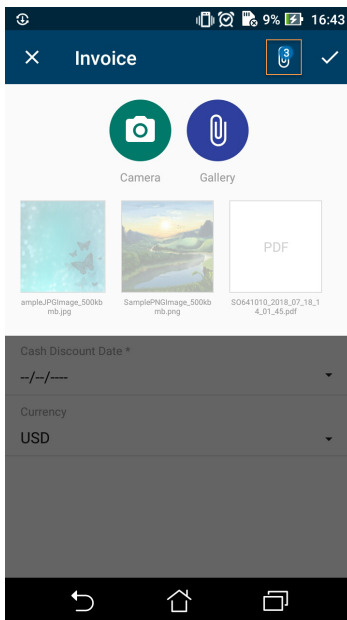 9% 16:43
Invoice 3
Camera Gallery
PDF
ampleJPGImage_500kb SamplePNGImage_500kb SO641010_2018_07_18_1
mb.jpg mb.png 4_01_45.pdf
Cash Discount Date *
--/--/----
Currency
USD